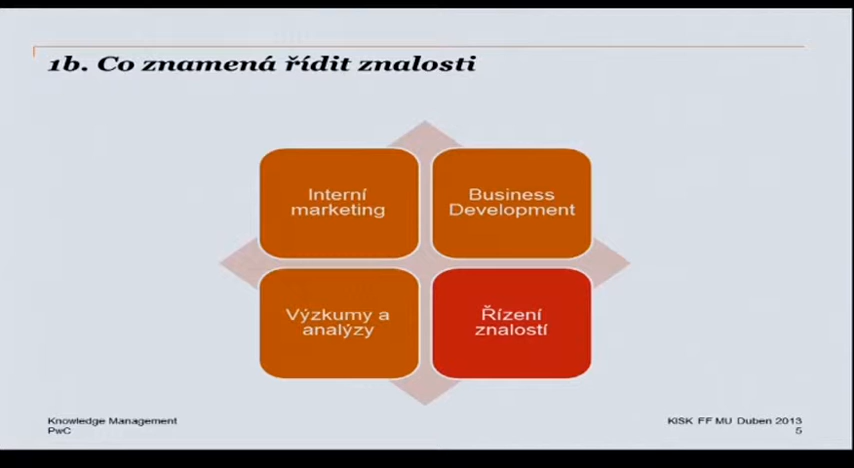 1b. Co znamená řídit znalosti
Interní
marketing
Business
Development
Výzkumy a
analýzy
Řízení
znalostí
Knowledge Management
PwC
KISK FF MU Duben 2013
5